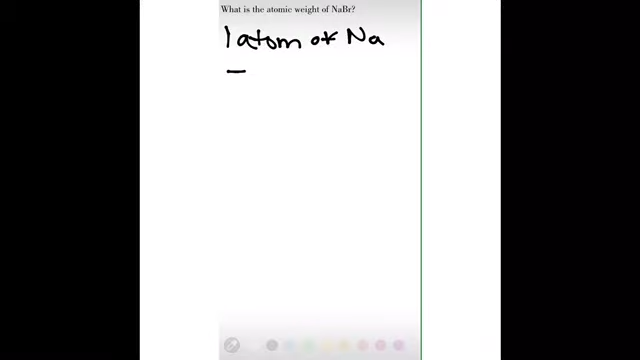 What is the atomic weight of NaBr?
1 atom of Na
–